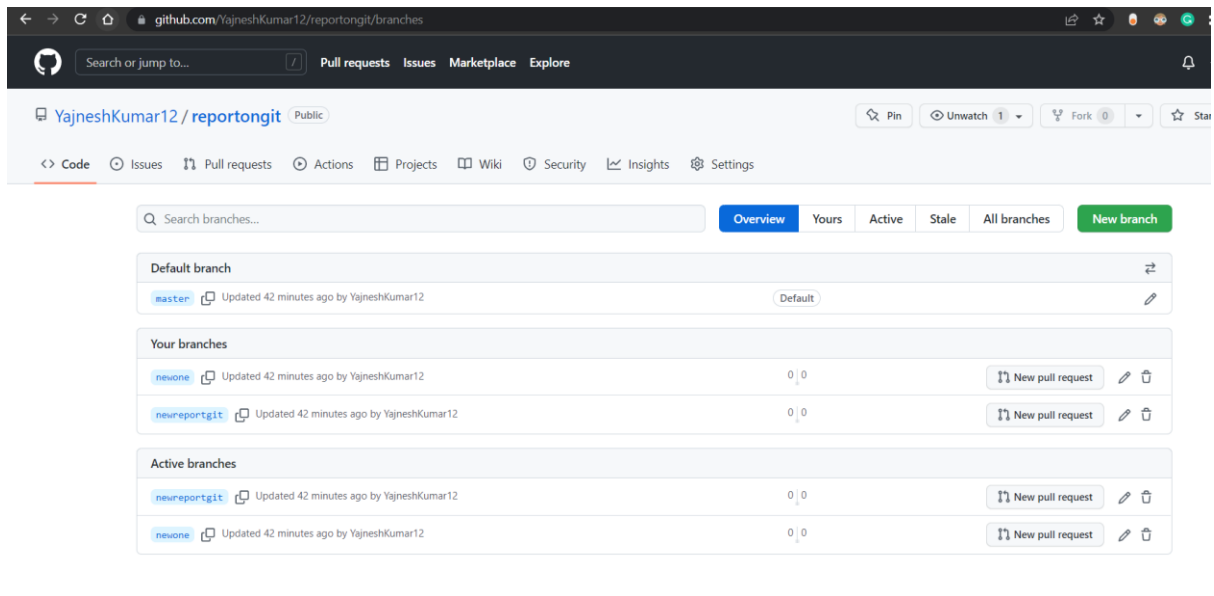 github.com/YajneshKumar12/reportongit/branches
Search or jump to... / Pull requests Issues Marketplace Explore
YajneshKumar12 / reportongit Public Pin Unwatch 1 Fork 0 Star
Code Issues Pull requests Actions Projects Wiki Security Insights Settings
Search branches... Overview Yours Active Stale All branches New branch
Default branch
master Updated 42 minutes ago by YajneshKumar12 Default
Your branches
newone Updated 42 minutes ago by YajneshKumar12 0 0 New pull request
newreportgit Updated 42 minutes ago by YajneshKumar12 0 0 New pull request
Active branches
newreportgit Updated 42 minutes ago by YajneshKumar12 0 0 New pull request
newone Updated 42 minutes ago by YajneshKumar12 0 0 New pull request